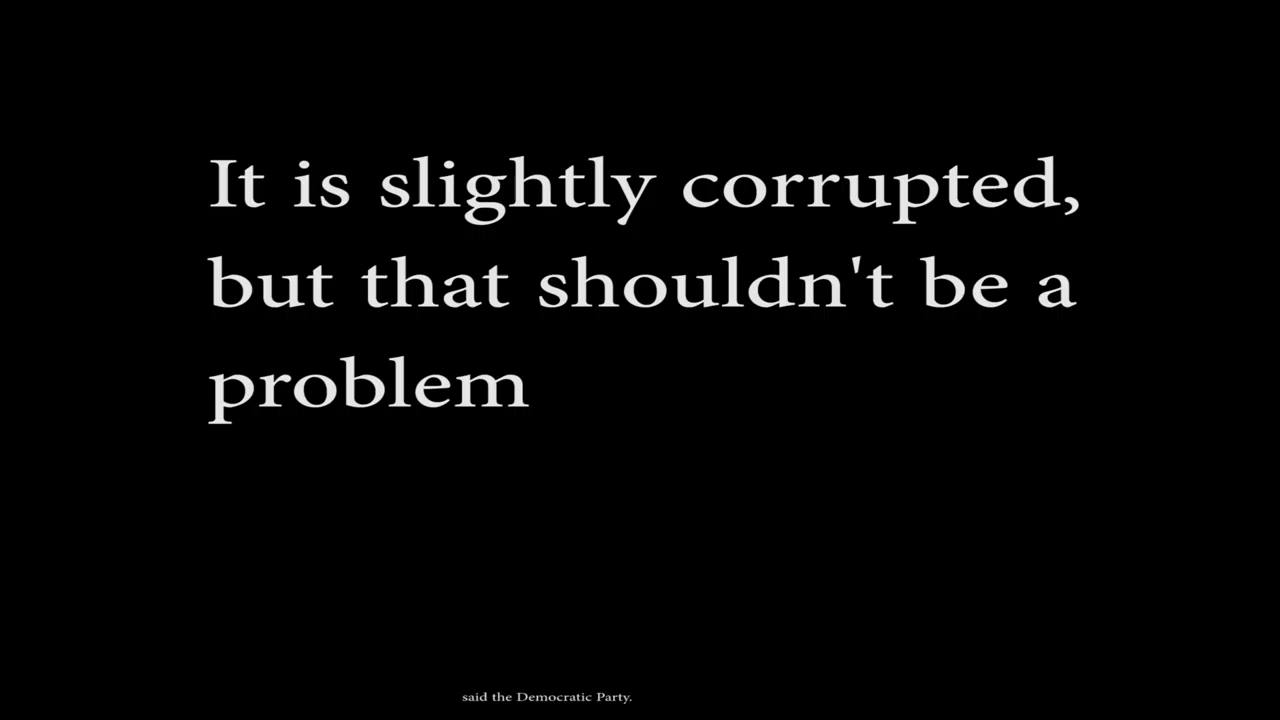 It is slightly corrupted,
but that shouldn't be a
problem
said the Democratic Party.